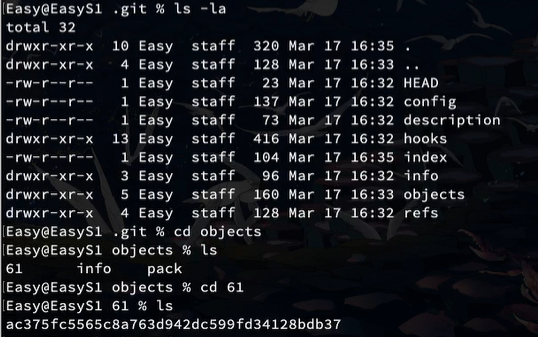 Easy@EasyS1 .git % ls -la
total 32
drwxr-xr-x  10 Easy  staff  320 Mar 17 16:35 .
drwxr-xr-x   4 Easy  staff  128 Mar 17 16:33 ..
-rw-r--r--   1 Easy  staff   23 Mar 17 16:32 HEAD
-rw-r--r--   1 Easy  staff  137 Mar 17 16:32 config
-rw-r--r--   1 Easy  staff   73 Mar 17 16:32 description
drwxr-xr-x  13 Easy  staff  416 Mar 17 16:32 hooks
-rw-r--r--   1 Easy  staff  104 Mar 17 16:35 index
drwxr-xr-x   3 Easy  staff   96 Mar 17 16:32 info
drwxr-xr-x   5 Easy  staff  160 Mar 17 16:33 objects
drwxr-xr-x   4 Easy  staff  128 Mar 17 16:32 refs
Easy@EasyS1 .git % cd objects
Easy@EasyS1 objects % ls
61      info    pack
Easy@EasyS1 objects % cd 61
Easy@EasyS1 61 % ls
ac375fc5565c8a763d942dc599fd34128bdb37